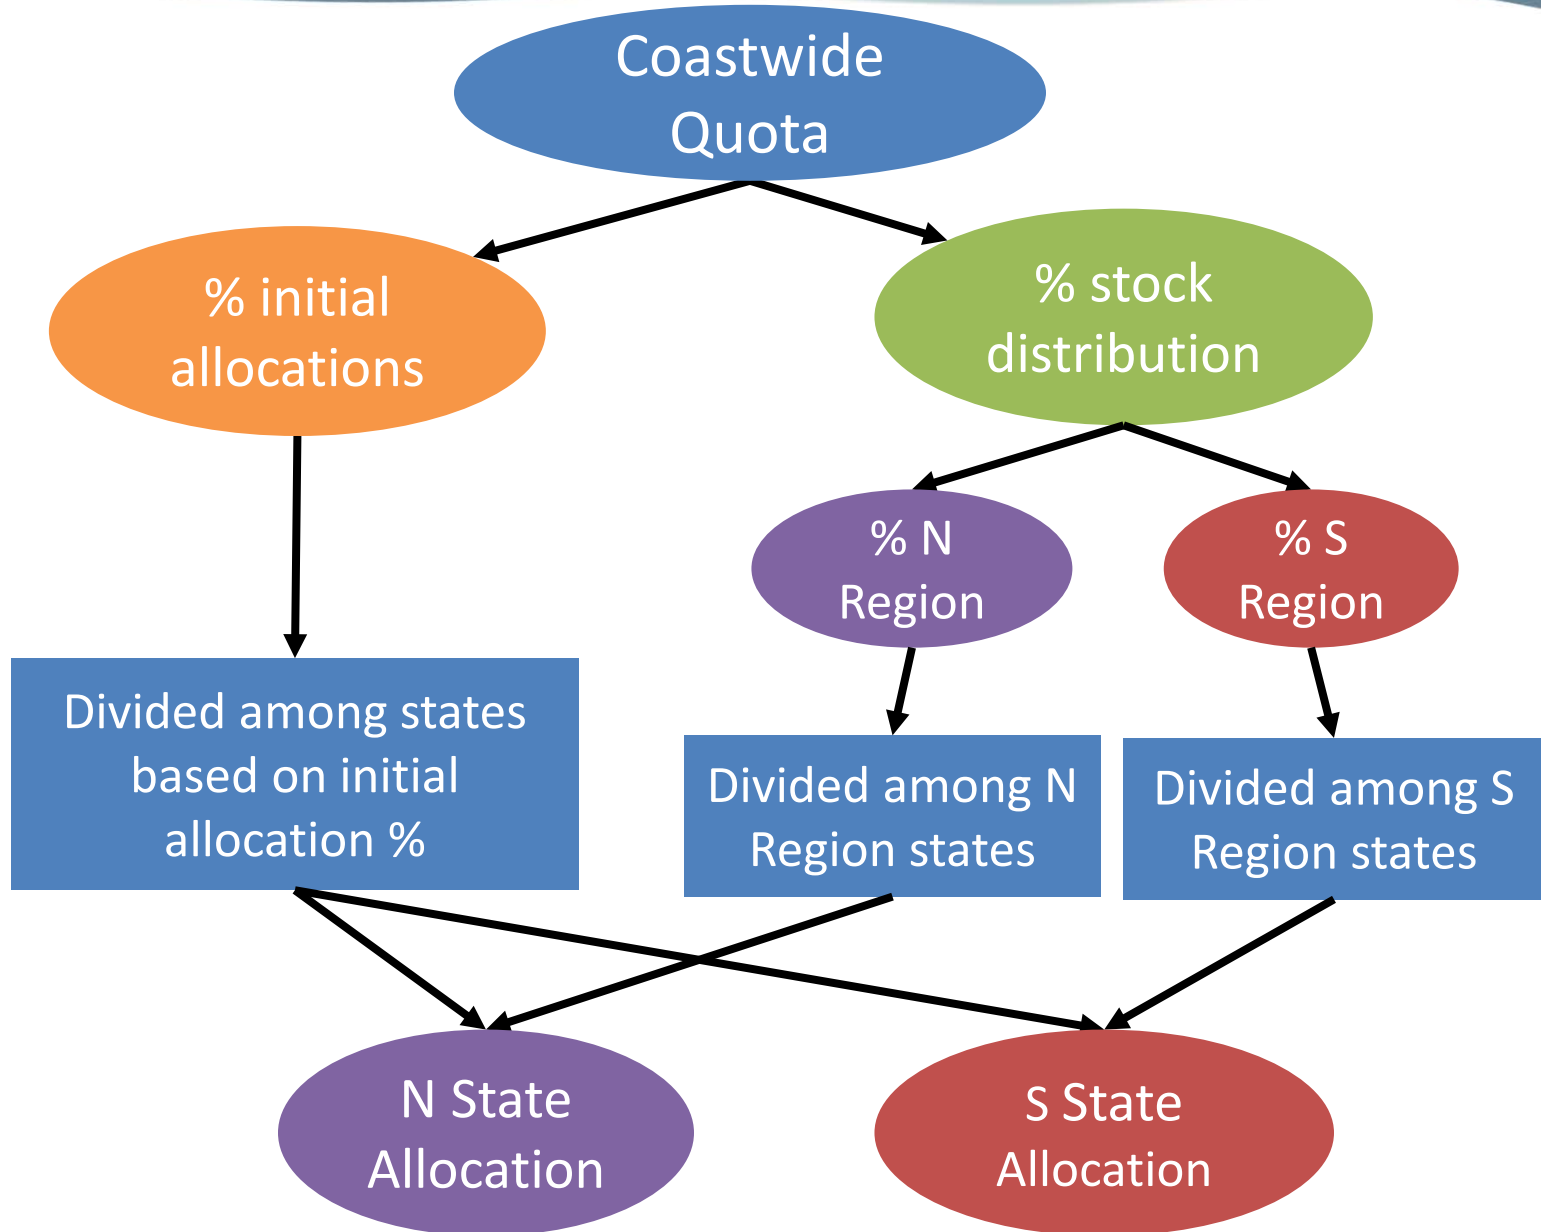 Coastwide
Quota
% initial
allocations
% stock
distribution
% N
Region
% S
Region
Divided among states
based on initial
allocation %
Divided among N
Region states
Divided among S
Region states
N State
Allocation
S State
Allocation